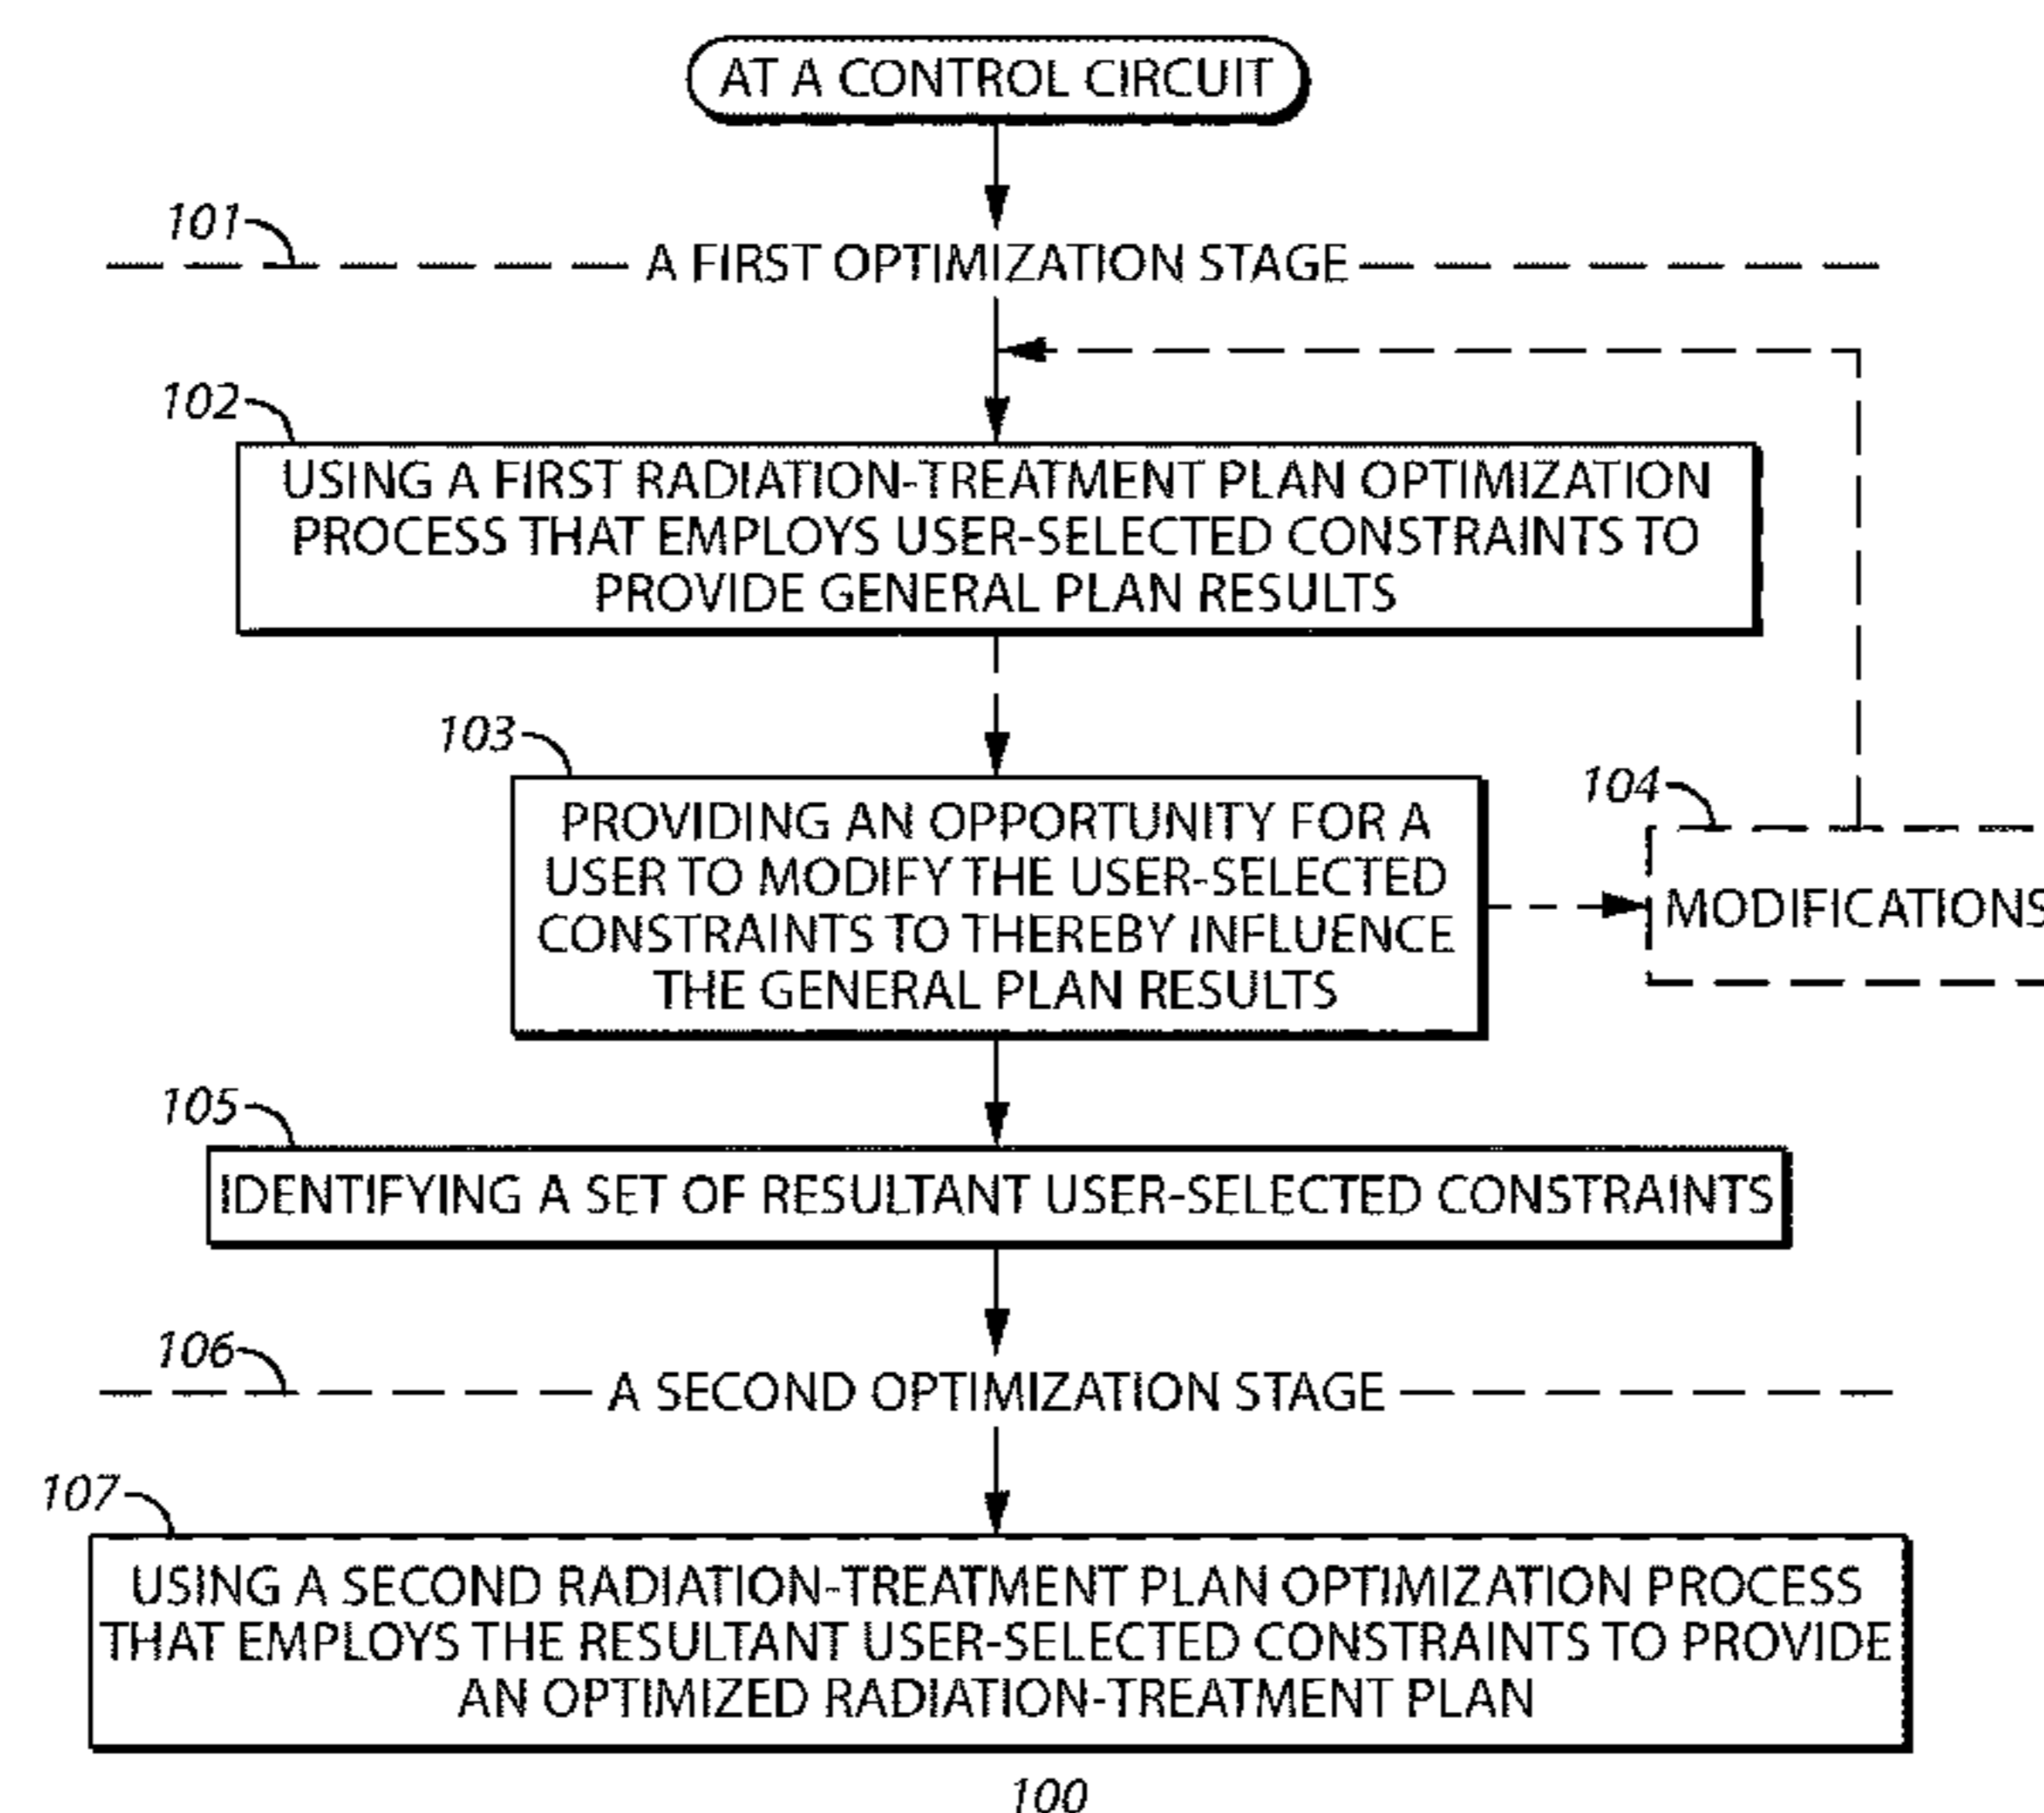 AT A CONTROL CIRCUIT
101
A FIRST OPTIMIZATION STAGE
102
USING A FIRST RADIATION-TREATMENT PLAN OPTIMIZATION
PROCESS THAT EMPLOYS USER-SELECTED CONSTRAINTS TO
PROVIDE GENERAL PLAN RESULTS
103
PROVIDING AN OPPORTUNITY FOR A
USER TO MODIFY THE USER-SELECTED
CONSTRAINTS TO THEREBY INFLUENCE
THE GENERAL PLAN RESULTS
104
MODIFICATIONS
105
IDENTIFYING A SET OF RESULTANT USER-SELECTED CONSTRAINTS
106
A SECOND OPTIMIZATION STAGE
107
USING A SECOND RADIATION-TREATMENT PLAN OPTIMIZATION PROCESS
THAT EMPLOYS THE RESULTANT USER-SELECTED CONSTRAINTS TO PROVIDE
AN OPTIMIZED RADIATION-TREATMENT PLAN
100